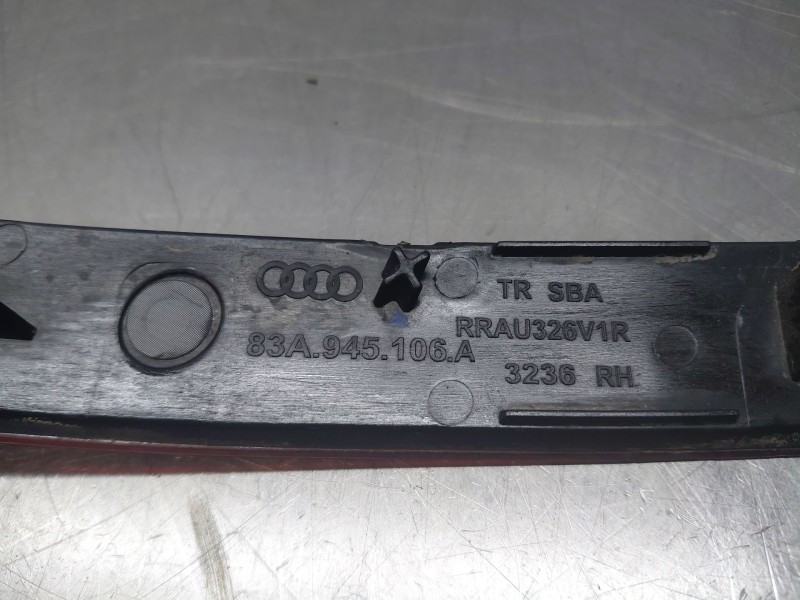 83A.945.106.A
TR SBA
RRAU326V1R
3236 RH